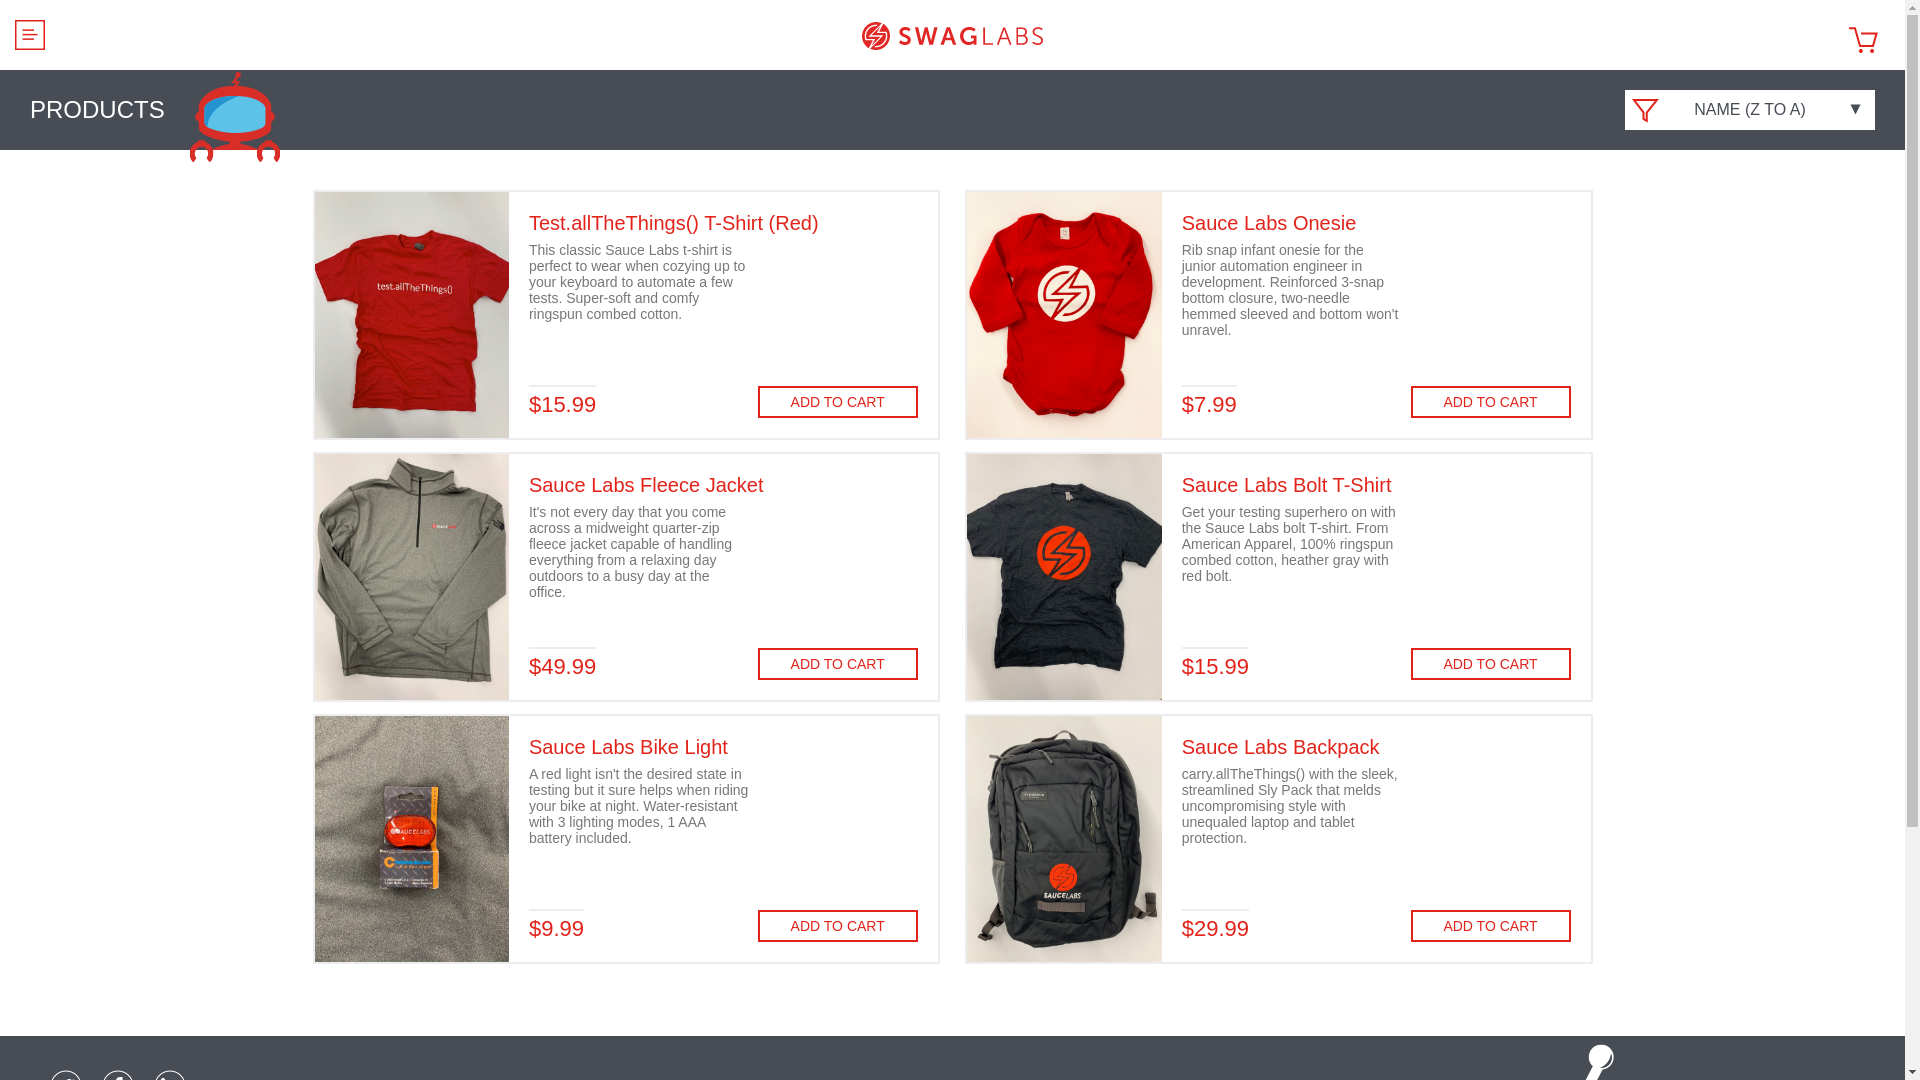 SWAGLABS
PRODUCTS
NAME (Z TO A)
test.allTheThings()
Test.allTheThings() T-Shirt (Red)
This classic Sauce Labs t-shirt is
perfect to wear when cozying up to
your keyboard to automate a few
tests. Super-soft and comfy
ringspun combed cotton.
$15.99
ADD TO CART
Sauce Labs Onesie
Rib snap infant onesie for the
junior automation engineer in
development. Reinforced 3-snap
bottom closure, two-needle
hemmed sleeved and bottom won't
unravel.
$7.99
ADD TO CART
Sauce Labs Fleece Jacket
It's not every day that you come
across a midweight quarter-zip
fleece jacket capable of handling
everything from a relaxing day
outdoors to a busy day at the
office.
$49.99
ADD TO CART
Sauce Labs Bolt T-Shirt
Get your testing superhero on with
the Sauce Labs bolt T-shirt. From
American Apparel, 100% ringspun
combed cotton, heather gray with
red bolt.
$15.99
ADD TO CART
SAUCELABS
Sauce Labs Bike Light
A red light isn't the desired state in
testing but it sure helps when riding
your bike at night. Water-resistant
with 3 lighting modes, 1 AAA
battery included.
$9.99
ADD TO CART
SAUCELABS
Sauce Labs Backpack
carry.allTheThings() with the sleek,
streamlined Sly Pack that melds
uncompromising style with
unequaled laptop and tablet
protection.
$29.99
ADD TO CART